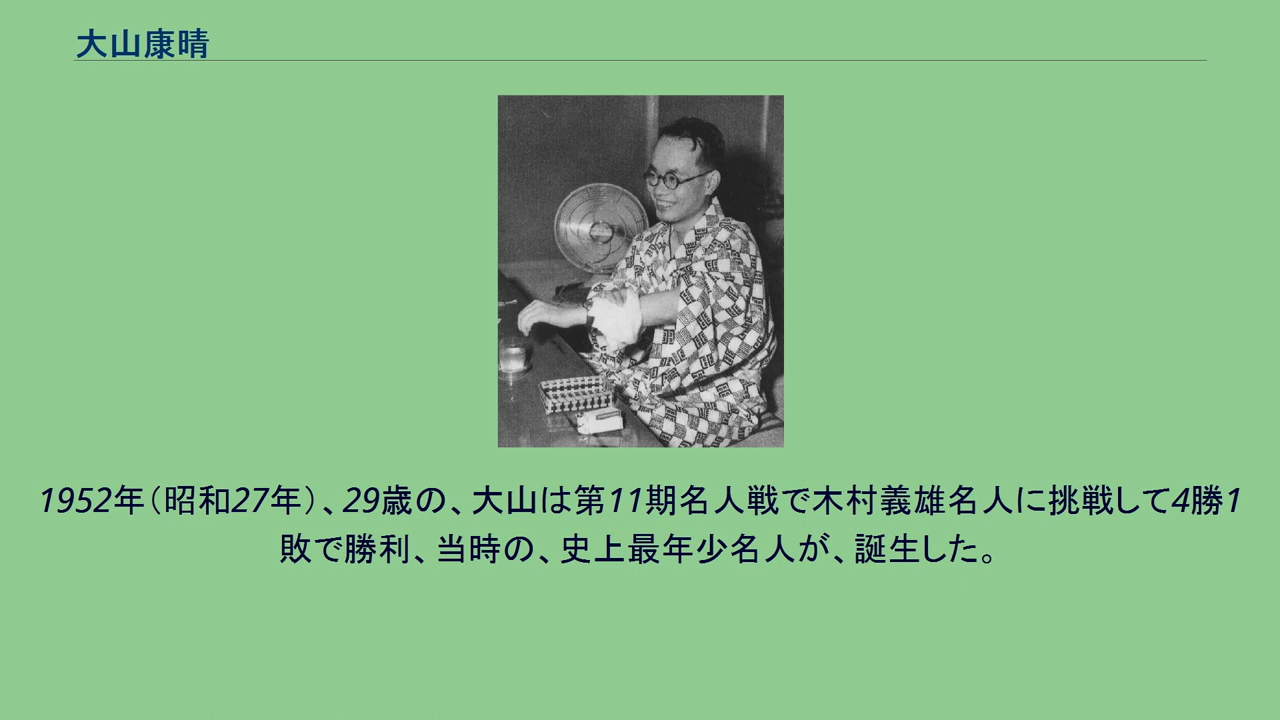 大山康晴
1952年（昭和27年）、29歳の、大山は第11期名人戦で木村義雄名人に挑戦して4勝1
敗で勝利、当時の、史上最年少名人が、誕生した。